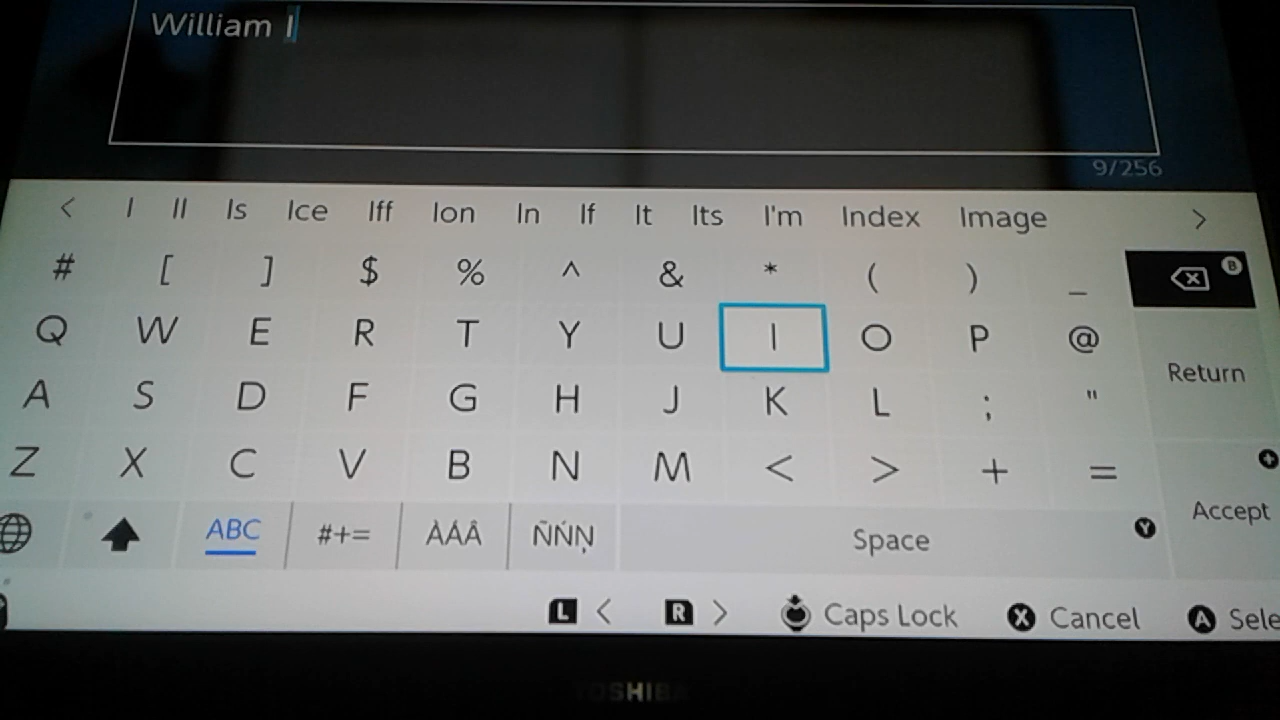 William I
9/256
< I II Is Ice Iff Ion In If It Its I'm Index Image >
# [ ] $ % ^ & * ( ) _ B
Q W E R T Y U I O P @ Return
A S D F G H J K L ; "
Z X C V B N M < > + =
ABC #+= ÀÁÂ ÑŃŅ Space Y Accept +
L < R > Caps Lock X Cancel A Sele
TOSHIBA